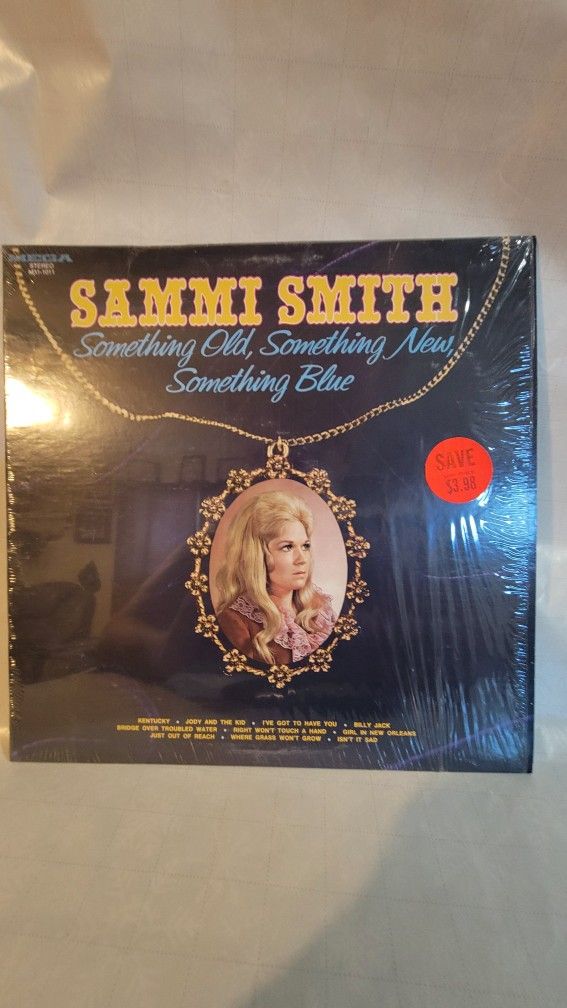 MEGA
STEREO
M31-1011
SAMMI SMITH
Something Old, Something New,
Something Blue
SAVE
$3.98
KENTUCKY • JODY AND THE KID • I'VE GOT TO HAVE YOU • BILLY JACK
BRIDGE OVER TROUBLED WATER • RIGHT WON'T TOUCH A HAND • GIRL IN NEW ORLEANS
JUST OUT OF REACH • WHERE GRASS WON'T GROW • ISN'T IT SAD